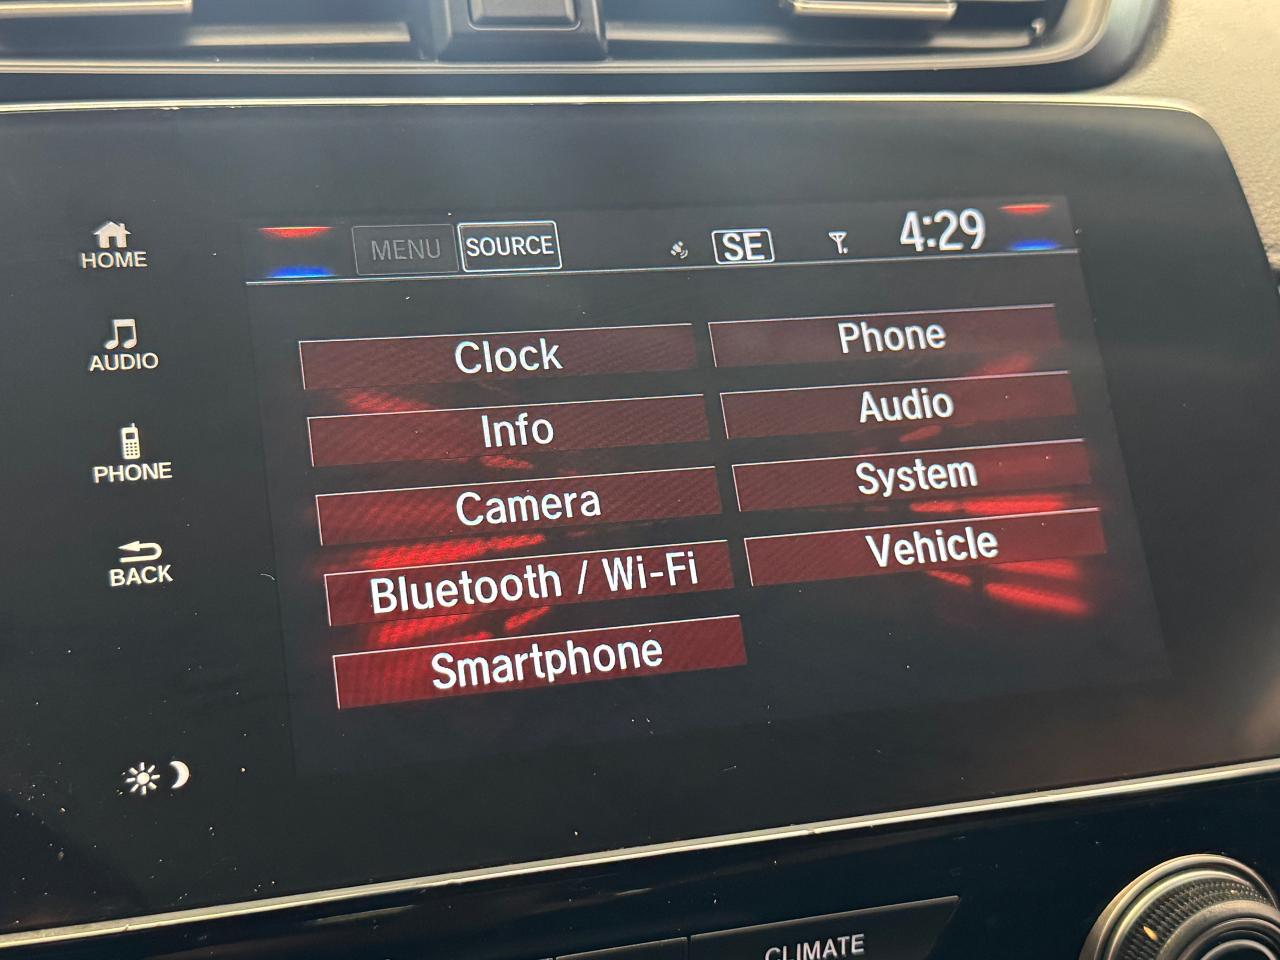 MENU SOURCE SE 4:29
HOME
AUDIO
PHONE
BACK
Clock
Phone
Info
Audio
Camera
System
Bluetooth / Wi-Fi
Vehicle
Smartphone
CLIMATE